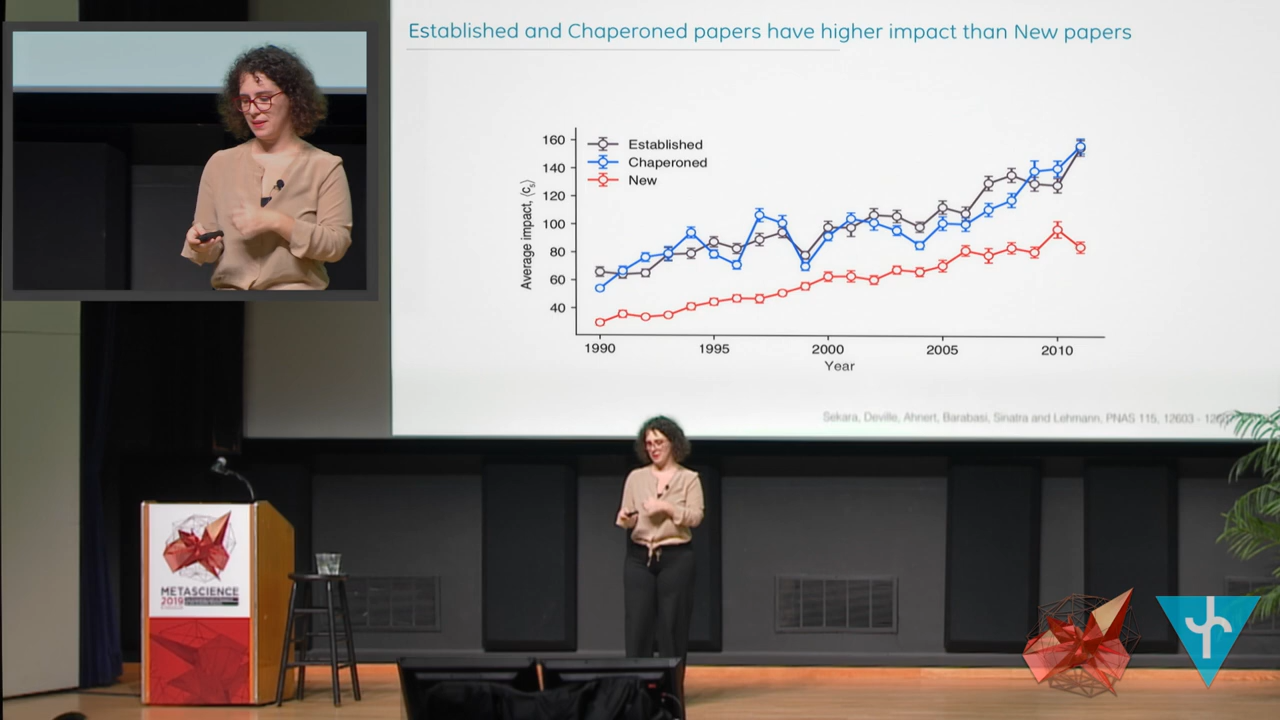 Established and Chaperoned papers have higher impact than New papers
160
140
120
100
80
60
40
Average impact, ⟨c₅⟩
Established
Chaperoned
New
1990
1995
2000
2005
2010
Year
Sekara, Deville, Ahnert, Barabasi, Sinatra and Lehmann, PNAS 115, 12603 -
METASCIENCE
2019